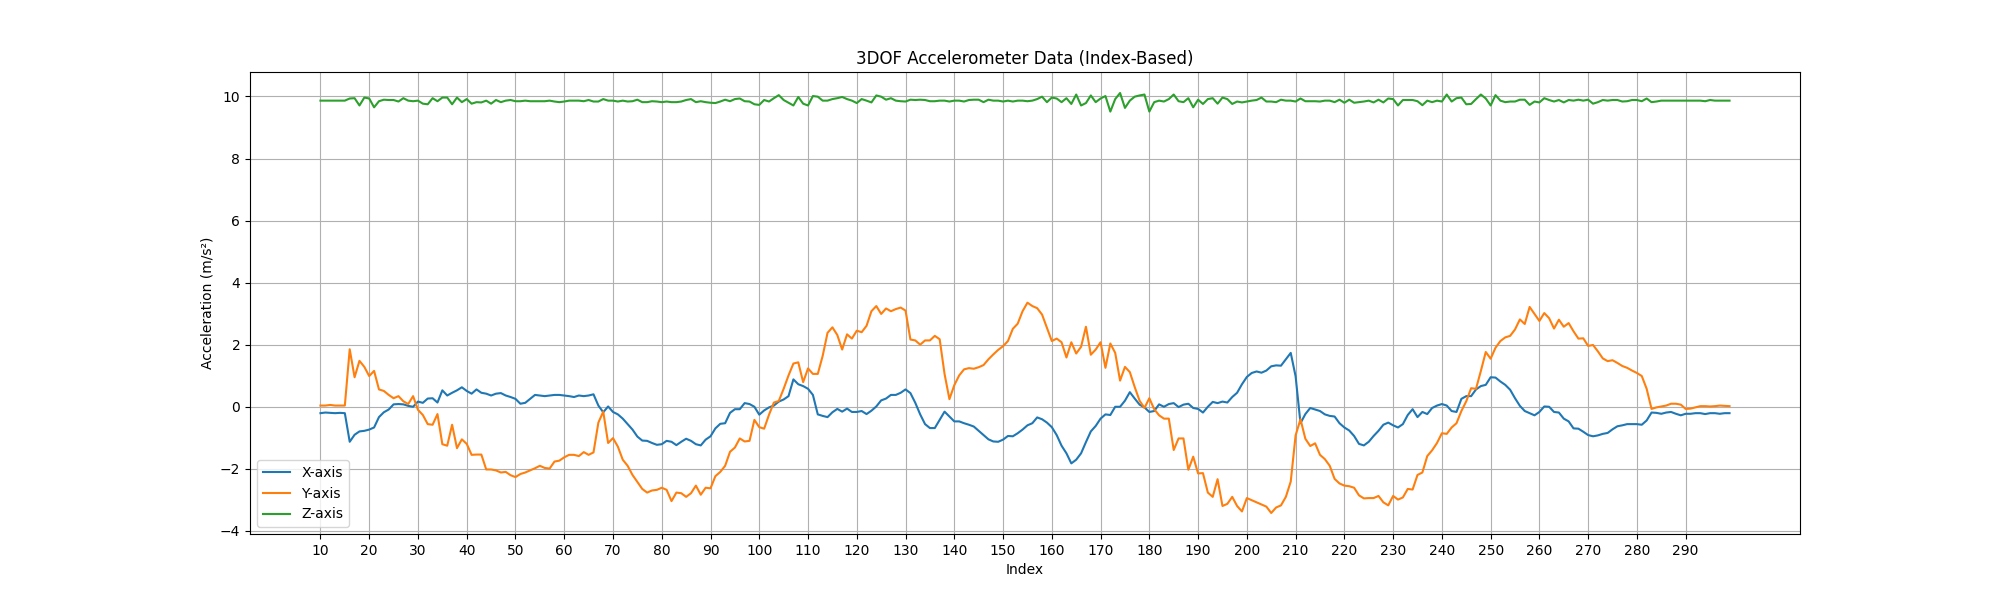 3DOF Accelerometer Data (Index-Based)
Acceleration (m/s²)
10
8
6
4
2
0
−2
−4
X-axis
Y-axis
Z-axis
10 20 30 40 50 60 70 80 90 100 110 120 130 140 150 160 170 180 190 200 210 220 230 240 250 260 270 280 290
Index